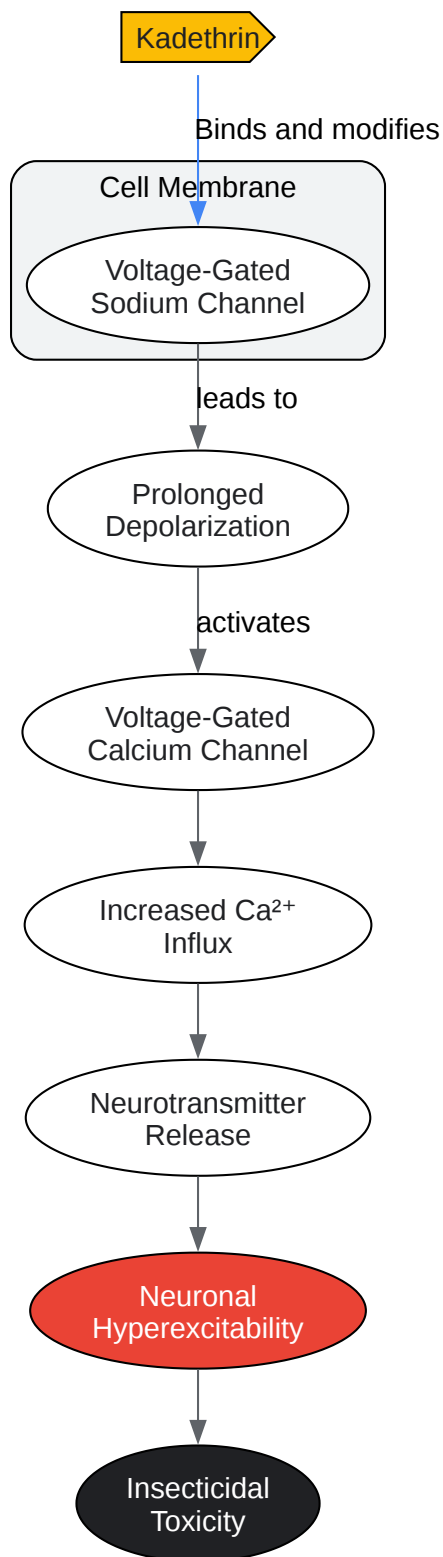 Kadethrin
Binds and modifies
Cell Membrane
Voltage-Gated
Sodium Channel
leads to
Prolonged
Depolarization
activates
Voltage-Gated
Calcium Channel
Increased Ca²⁺
Influx
Neurotransmitter
Release
Neuronal
Hyperexcitability
Insecticidal
Toxicity